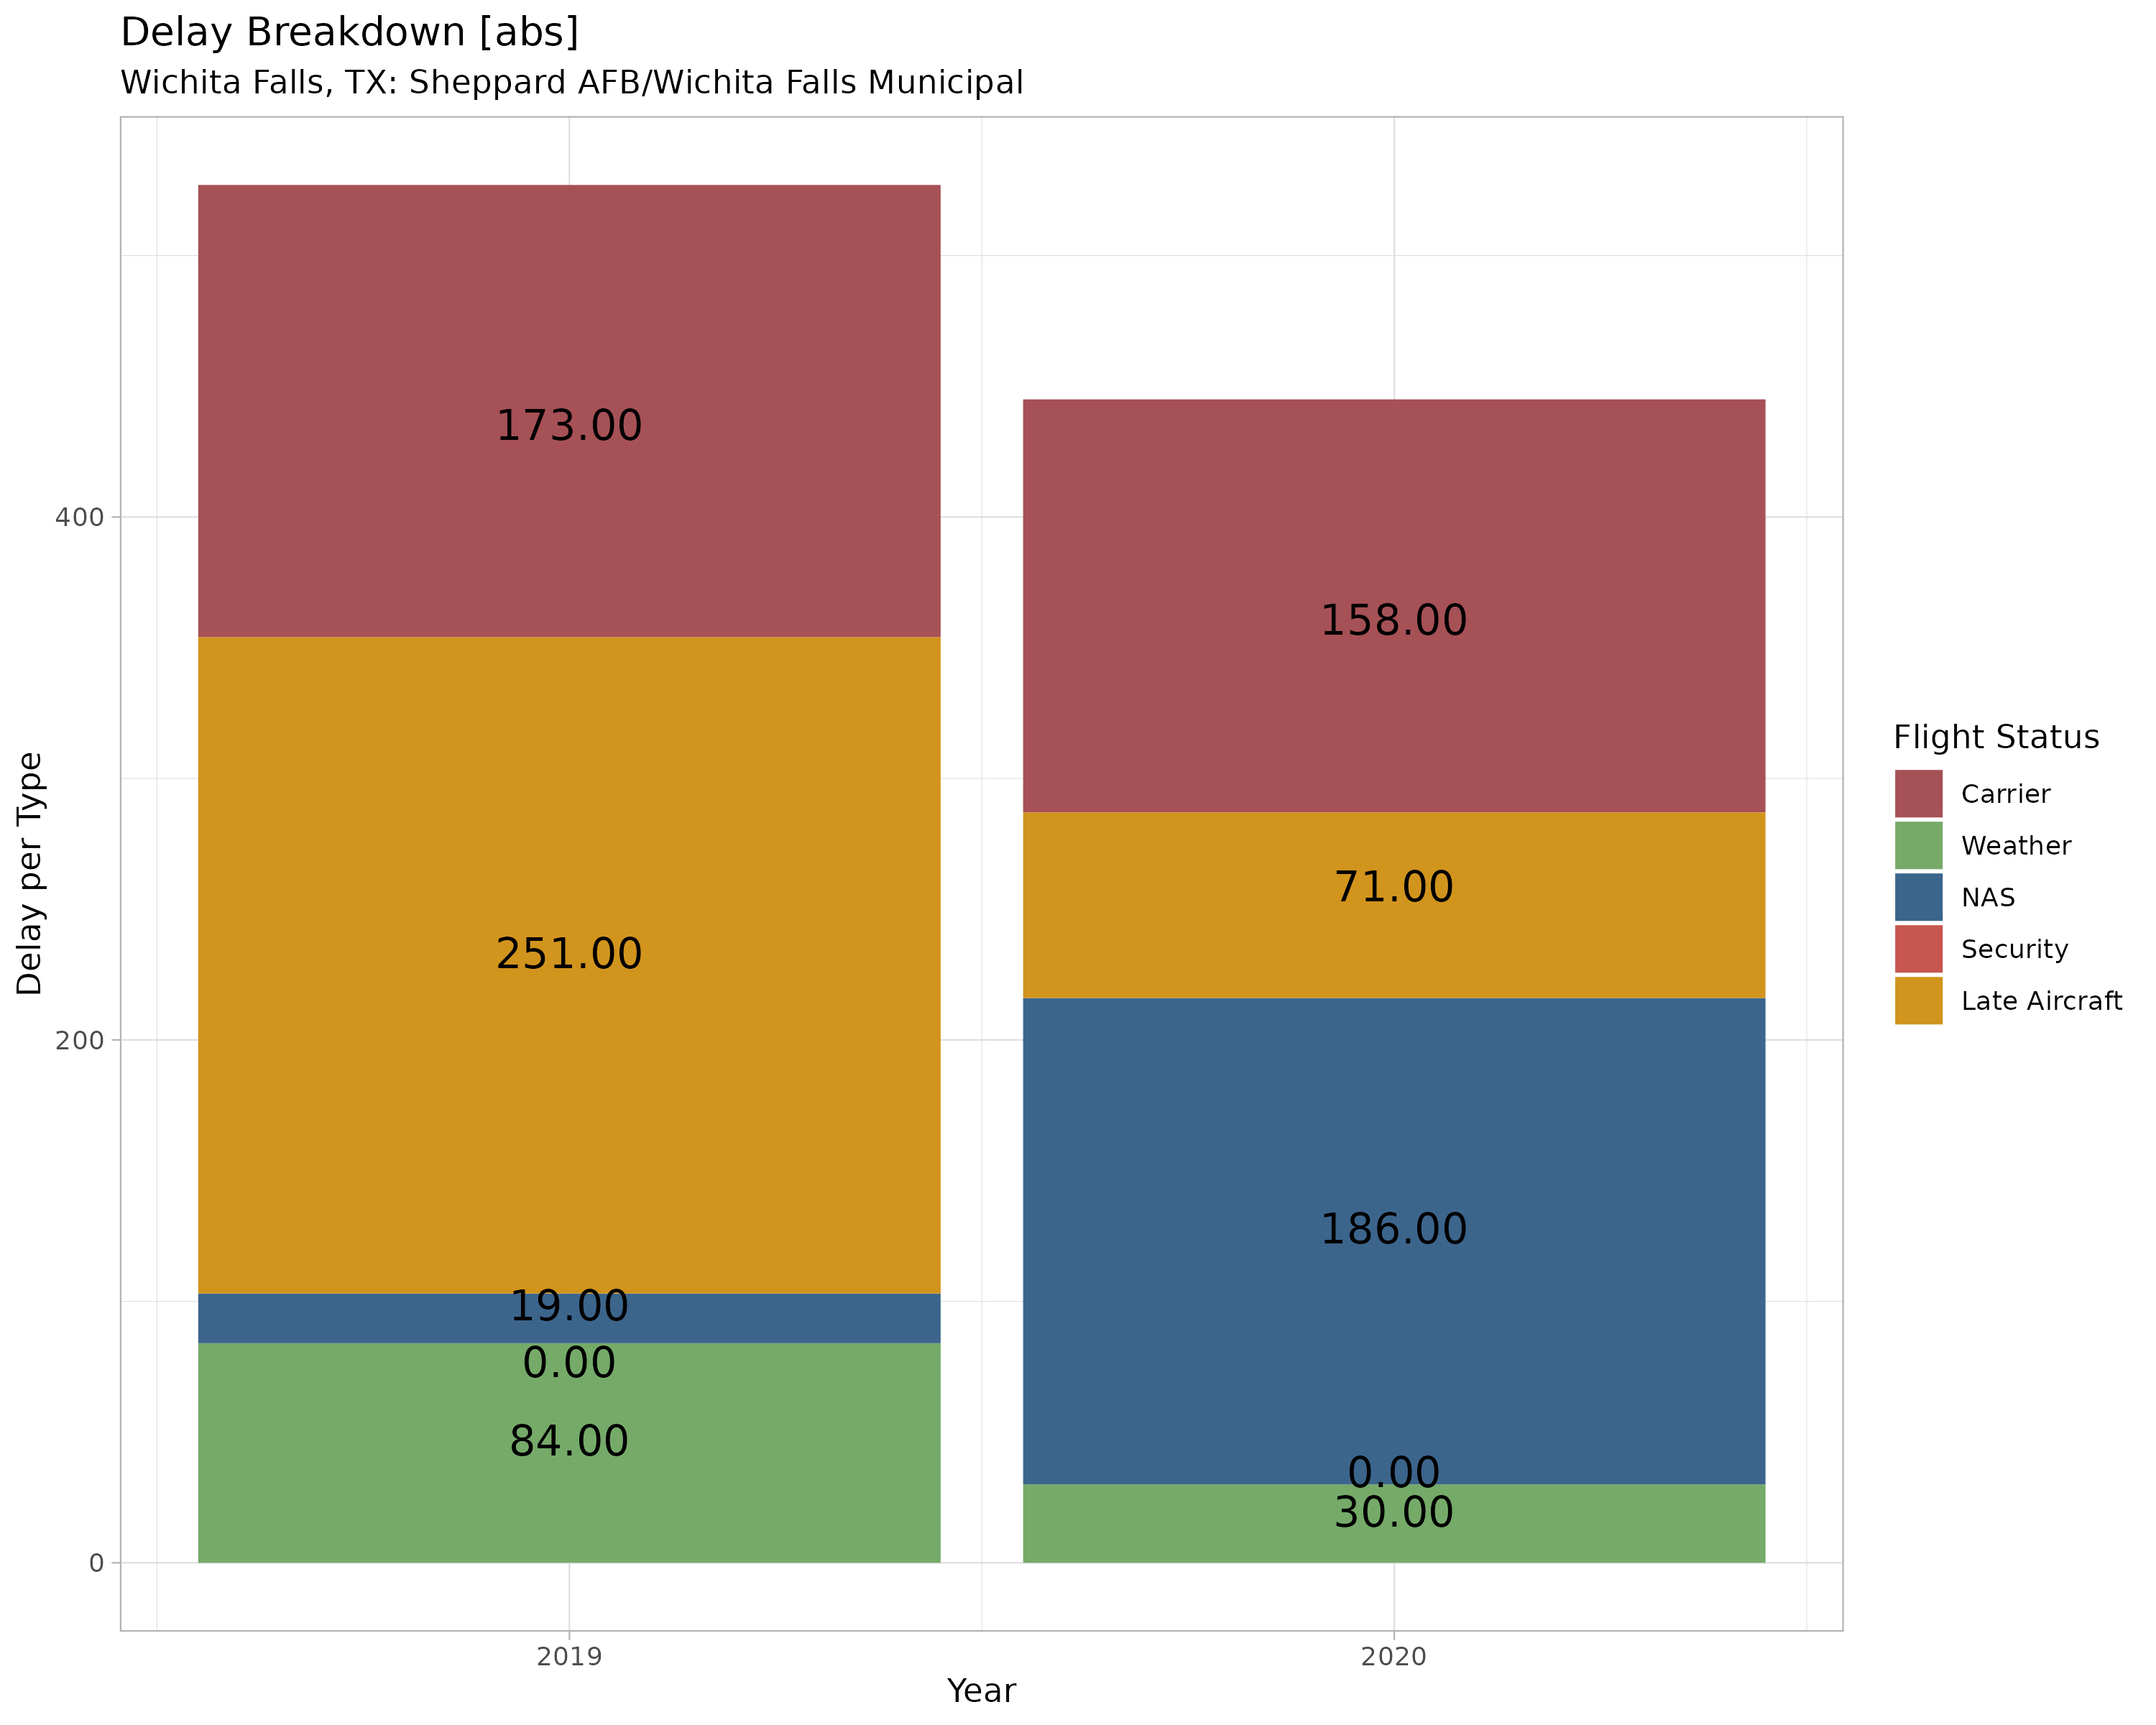 Delay Breakdown [abs]
Wichita Falls, TX: Sheppard AFB/Wichita Falls Municipal
Delay per Type
400
200
0
173.00
251.00
19.00
0.00
84.00
158.00
71.00
186.00
0.00
30.00
2019
2020
Year
Flight Status
Carrier
Weather
NAS
Security
Late Aircraft